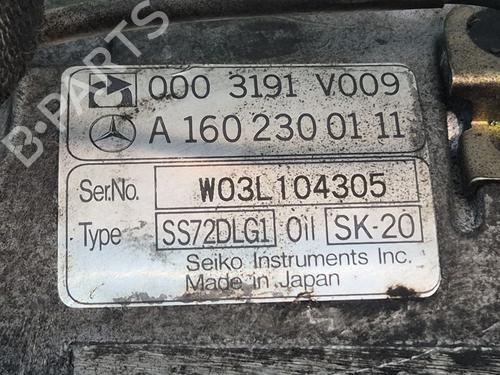 B-PARTS
000 3191 V009
A 160 230 01 11
Ser.No. W03L104305
Type SS72DLG1 Oil SK-20
Seiko Instruments Inc.
Made in Japan